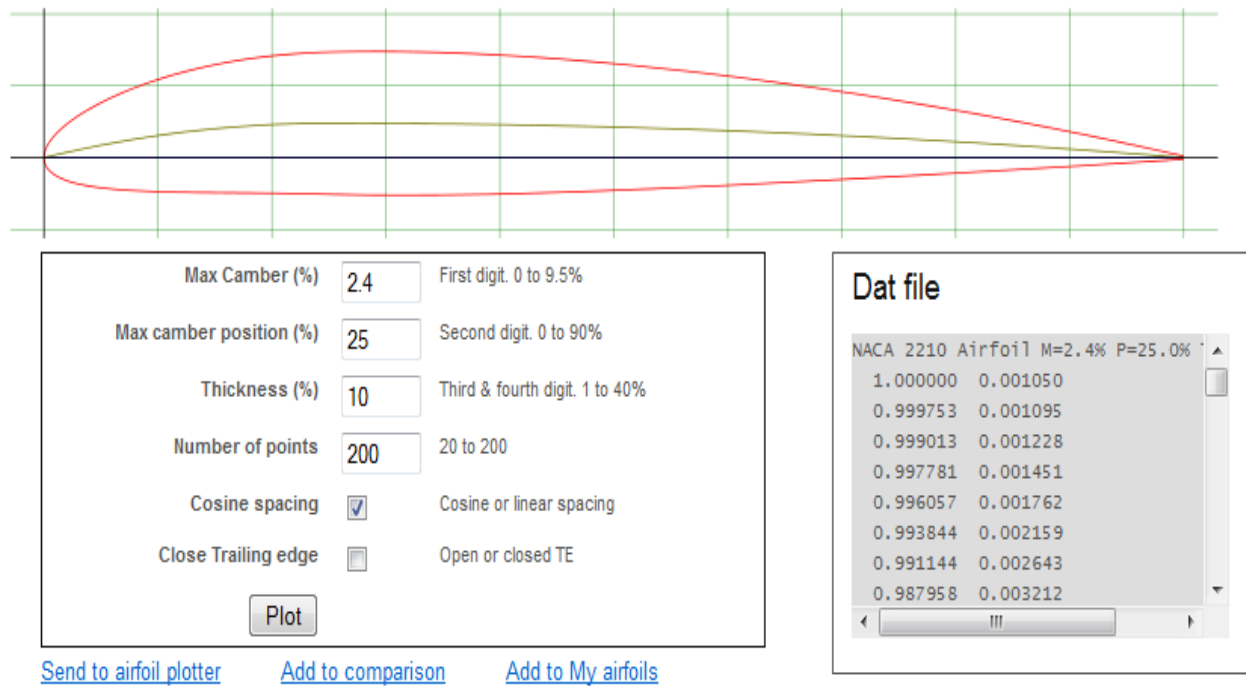 Max Camber (%) 2.4 First digit. 0 to 9.5%
Max camber position (%) 25 Second digit. 0 to 90%
Thickness (%) 10 Third & fourth digit. 1 to 40%
Number of points 200 20 to 200
Cosine spacing Cosine or linear spacing
Close Trailing edge Open or closed TE
Plot
Send to airfoil plotter Add to comparison Add to My airfoils
Dat file
NACA 2210 Airfoil M=2.4% P=25.0%
1.000000 0.001050
0.999753 0.001095
0.999013 0.001228
0.997781 0.001451
0.996057 0.001762
0.993844 0.002159
0.991144 0.002643
0.987958 0.003212